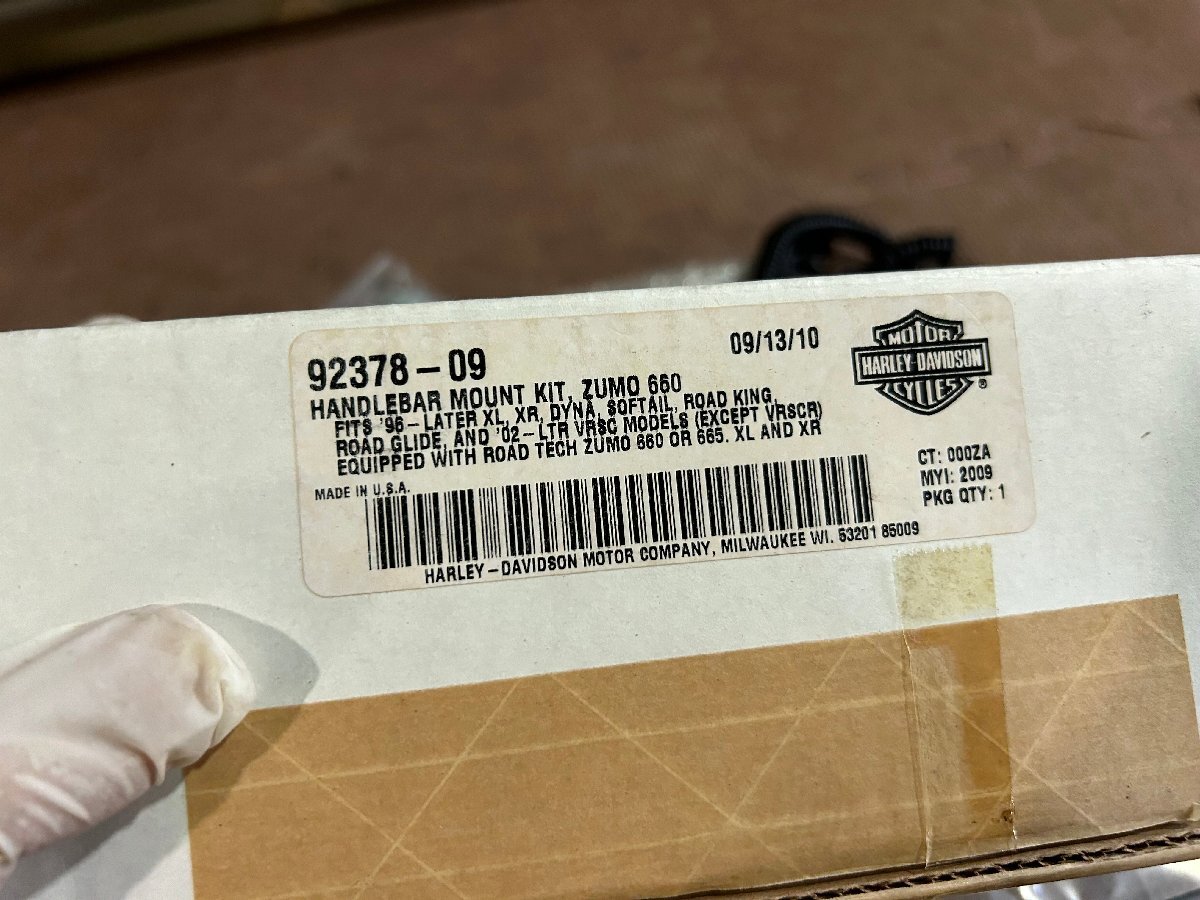 92378-09
09/13/10
HANDLEBAR MOUNT KIT, ZUMO 660
FITS '96-LATER XL, XR, DYNA, SOFTAIL, ROAD KING,
ROAD GLIDE, AND '02-LTR VRSC MODELS (EXCEPT VRSCR)
EQUIPPED WITH ROAD TECH ZUMO 660 OR 665. XL AND XR
MOTOR
HARLEY-DAVIDSON
CYCLES
®
CT: 000ZA
MYI: 2009
PKG QTY: 1
MADE IN U.S.A.
HARLEY-DAVIDSON MOTOR COMPANY, MILWAUKEE WI. 53201 85009